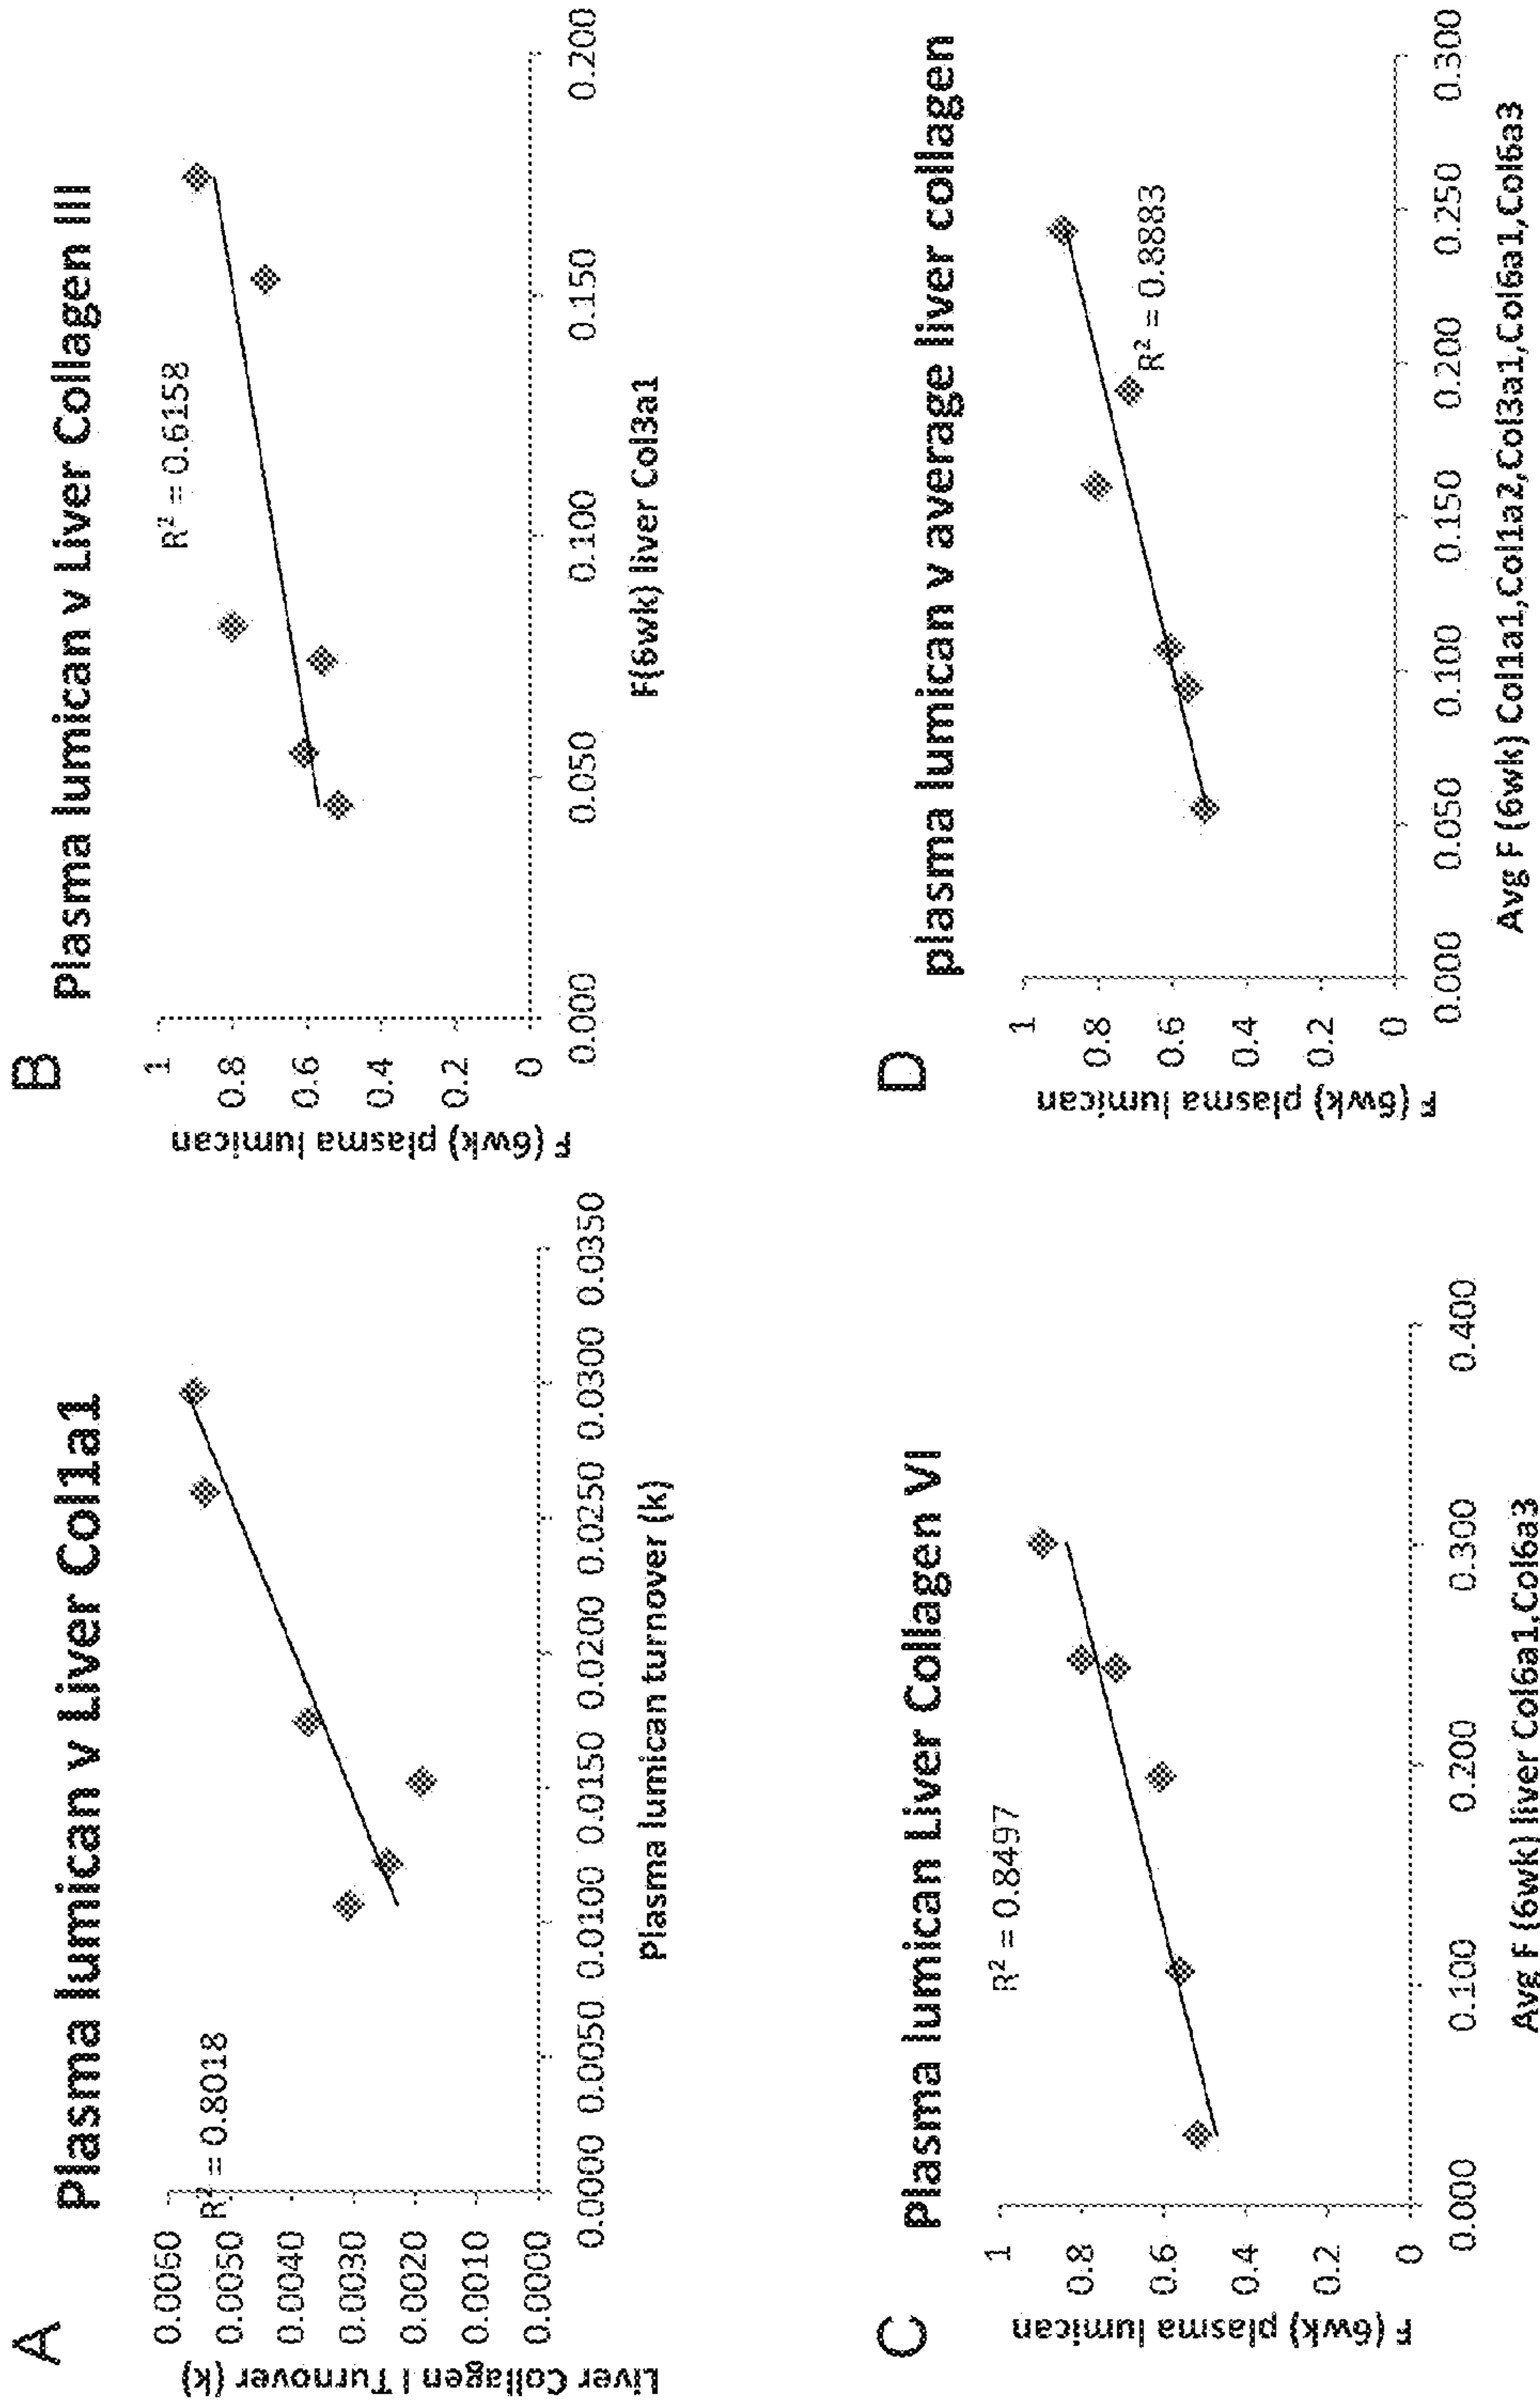 A
Plasma lumican v Liver Col1a1
Liver Collagen I Turnover (k)
0.0060
0.0050
0.0040
0.0030
0.0020
0.0010
0.0000
R² = 0.8018
0.0000 0.0050 0.0100 0.0150 0.0200 0.0250 0.0300 0.0350
Plasma lumican turnover (k)
B
Plasma lumican v Liver Collagen III
F (6wk) plasma lumican
1
0.8
0.6
0.4
0.2
0
R² = 0.6158
0.000 0.050 0.100 0.150 0.200
F(6wk) liver Col3a1
C
Plasma lumican Liver Collagen VI
F (6wk) plasma lumican
1
0.8
0.6
0.4
0.2
0
R² = 0.8497
0.000 0.100 0.200 0.300 0.400
Avg F (6wk) liver Col6a1,Col6a3
D
plasma lumican v average liver collagen
F (6wk) plasma lumican
1
0.8
0.6
0.4
0.2
0
R² = 0.8883
0.000 0.050 0.100 0.150 0.200 0.250 0.300
Avg F (6wk) Col1a1,Col1a2,Col3a1,Col6a1,Col6a3